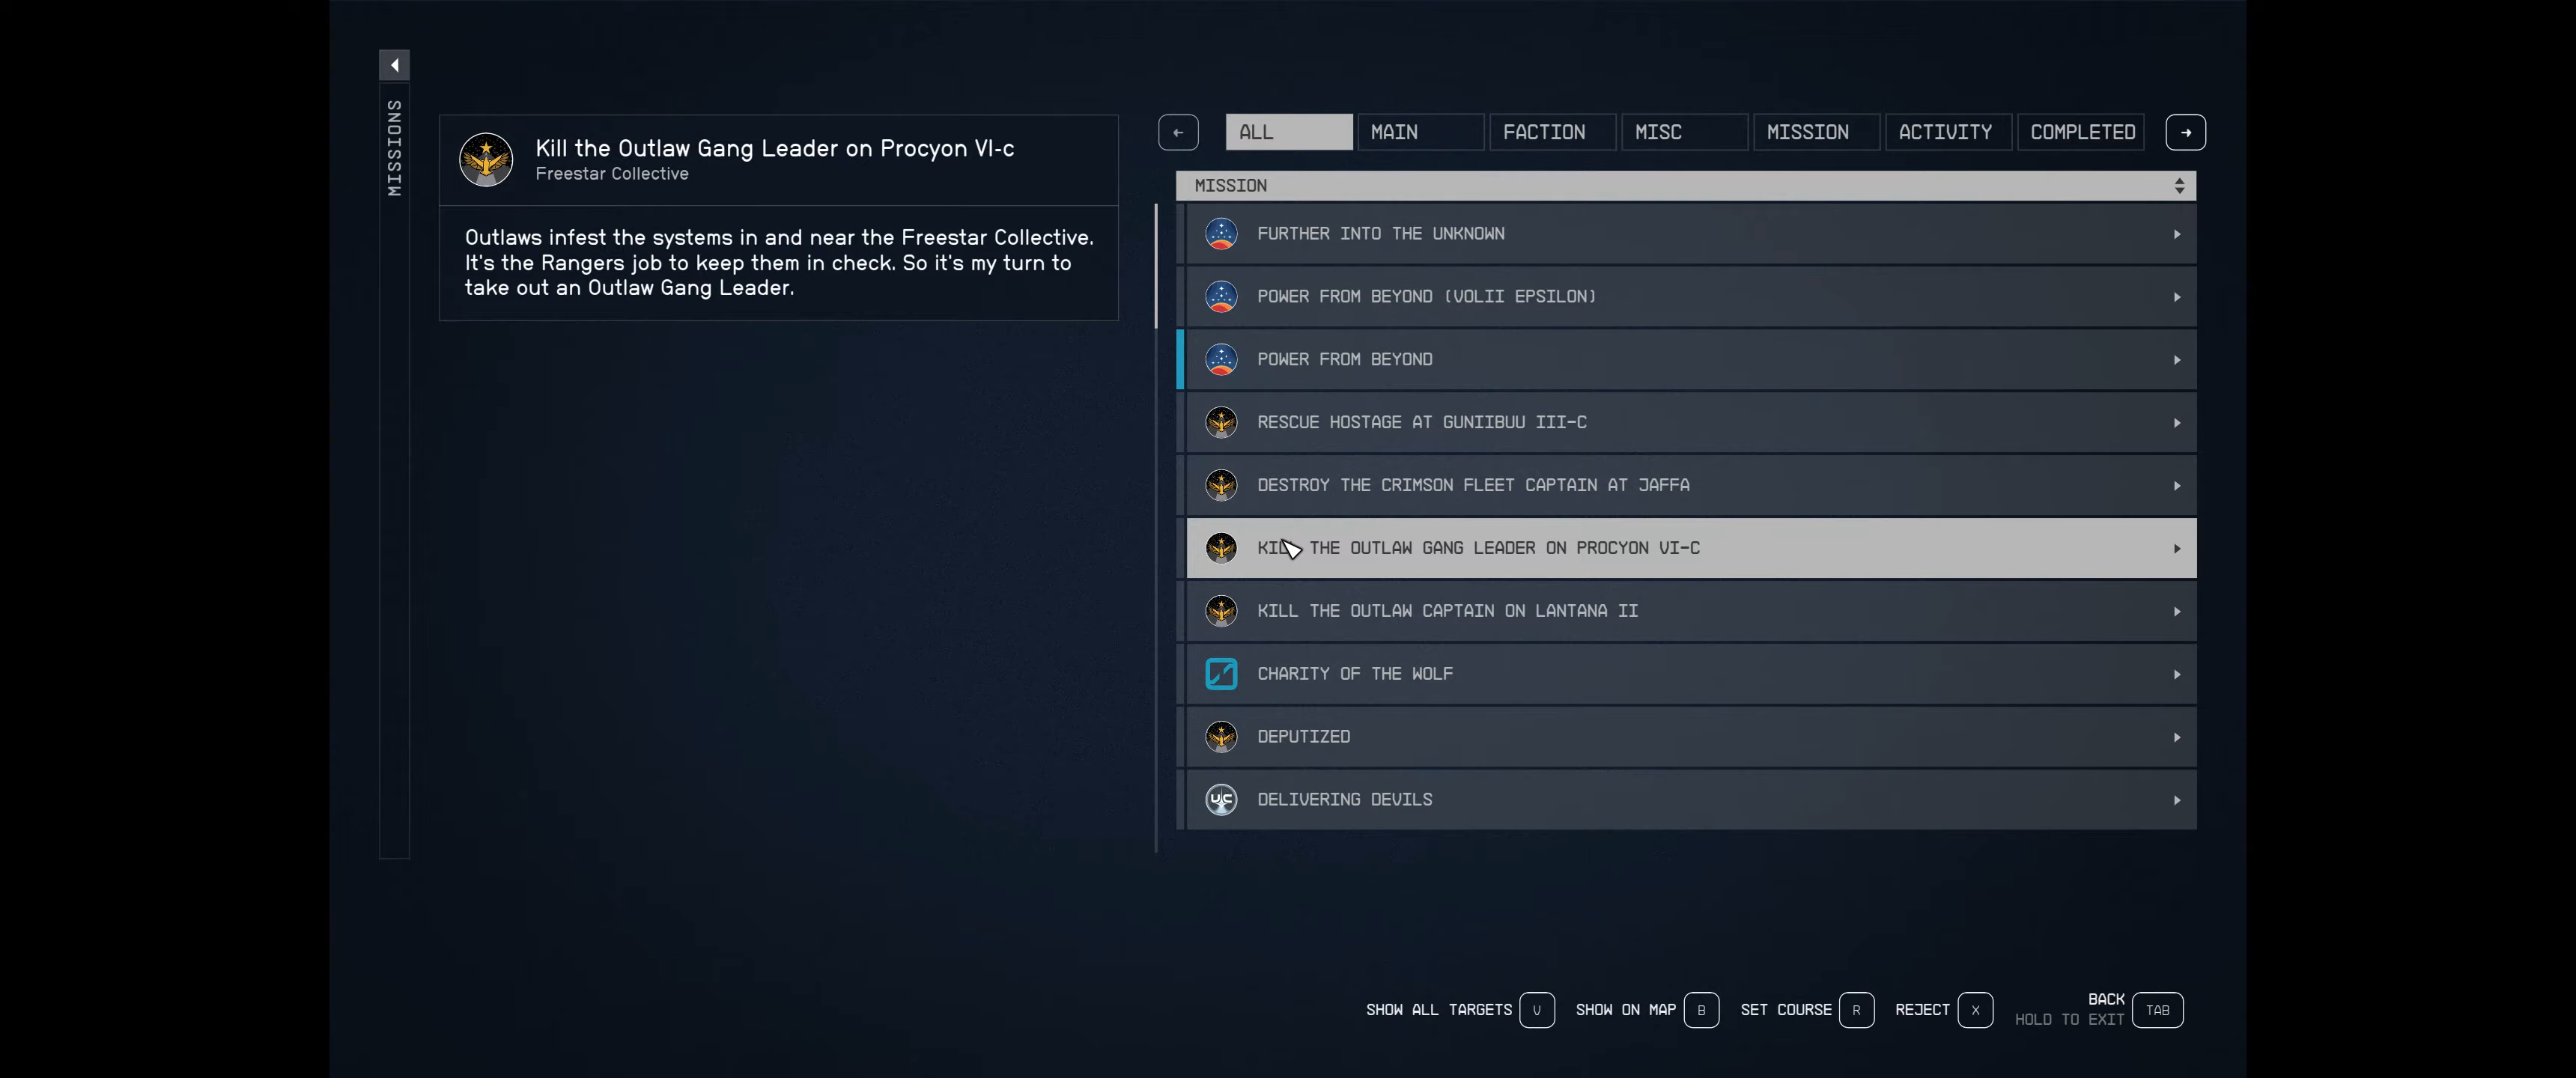 MISSIONS
Kill the Outlaw Gang Leader on Procyon VI-c
Freestar Collective
Outlaws infest the systems in and near the Freestar Collective.
It's the Rangers job to keep them in check. So it's my turn to
take out an Outlaw Gang Leader.
ALL MAIN FACTION MISC MISSION ACTIVITY COMPLETED
MISSION
FURTHER INTO THE UNKNOWN
POWER FROM BEYOND (VOLII EPSILON)
POWER FROM BEYOND
RESCUE HOSTAGE AT GUNIIBUU III-C
DESTROY THE CRIMSON FLEET CAPTAIN AT JAFFA
KILL THE OUTLAW GANG LEADER ON PROCYON VI-C
KILL THE OUTLAW CAPTAIN ON LANTANA II
CHARITY OF THE WOLF
DEPUTIZED
UC
DELIVERING DEVILS
SHOW ALL TARGETS V SHOW ON MAP B SET COURSE R REJECT X BACK TAB
HOLD TO EXIT